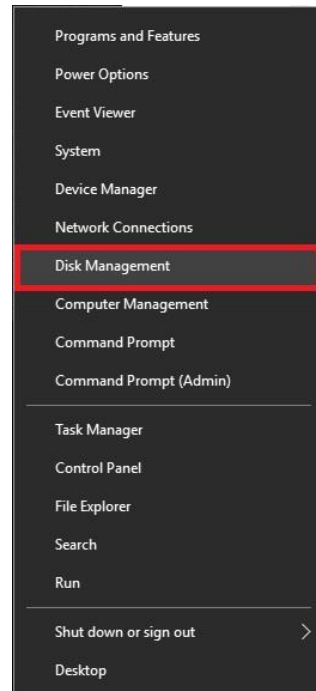 Programs and Features
Power Options
Event Viewer
System
Device Manager
Network Connections
Disk Management
Computer Management
Command Prompt
Command Prompt (Admin)
Task Manager
Control Panel
File Explorer
Search
Run
Shut down or sign out
Desktop